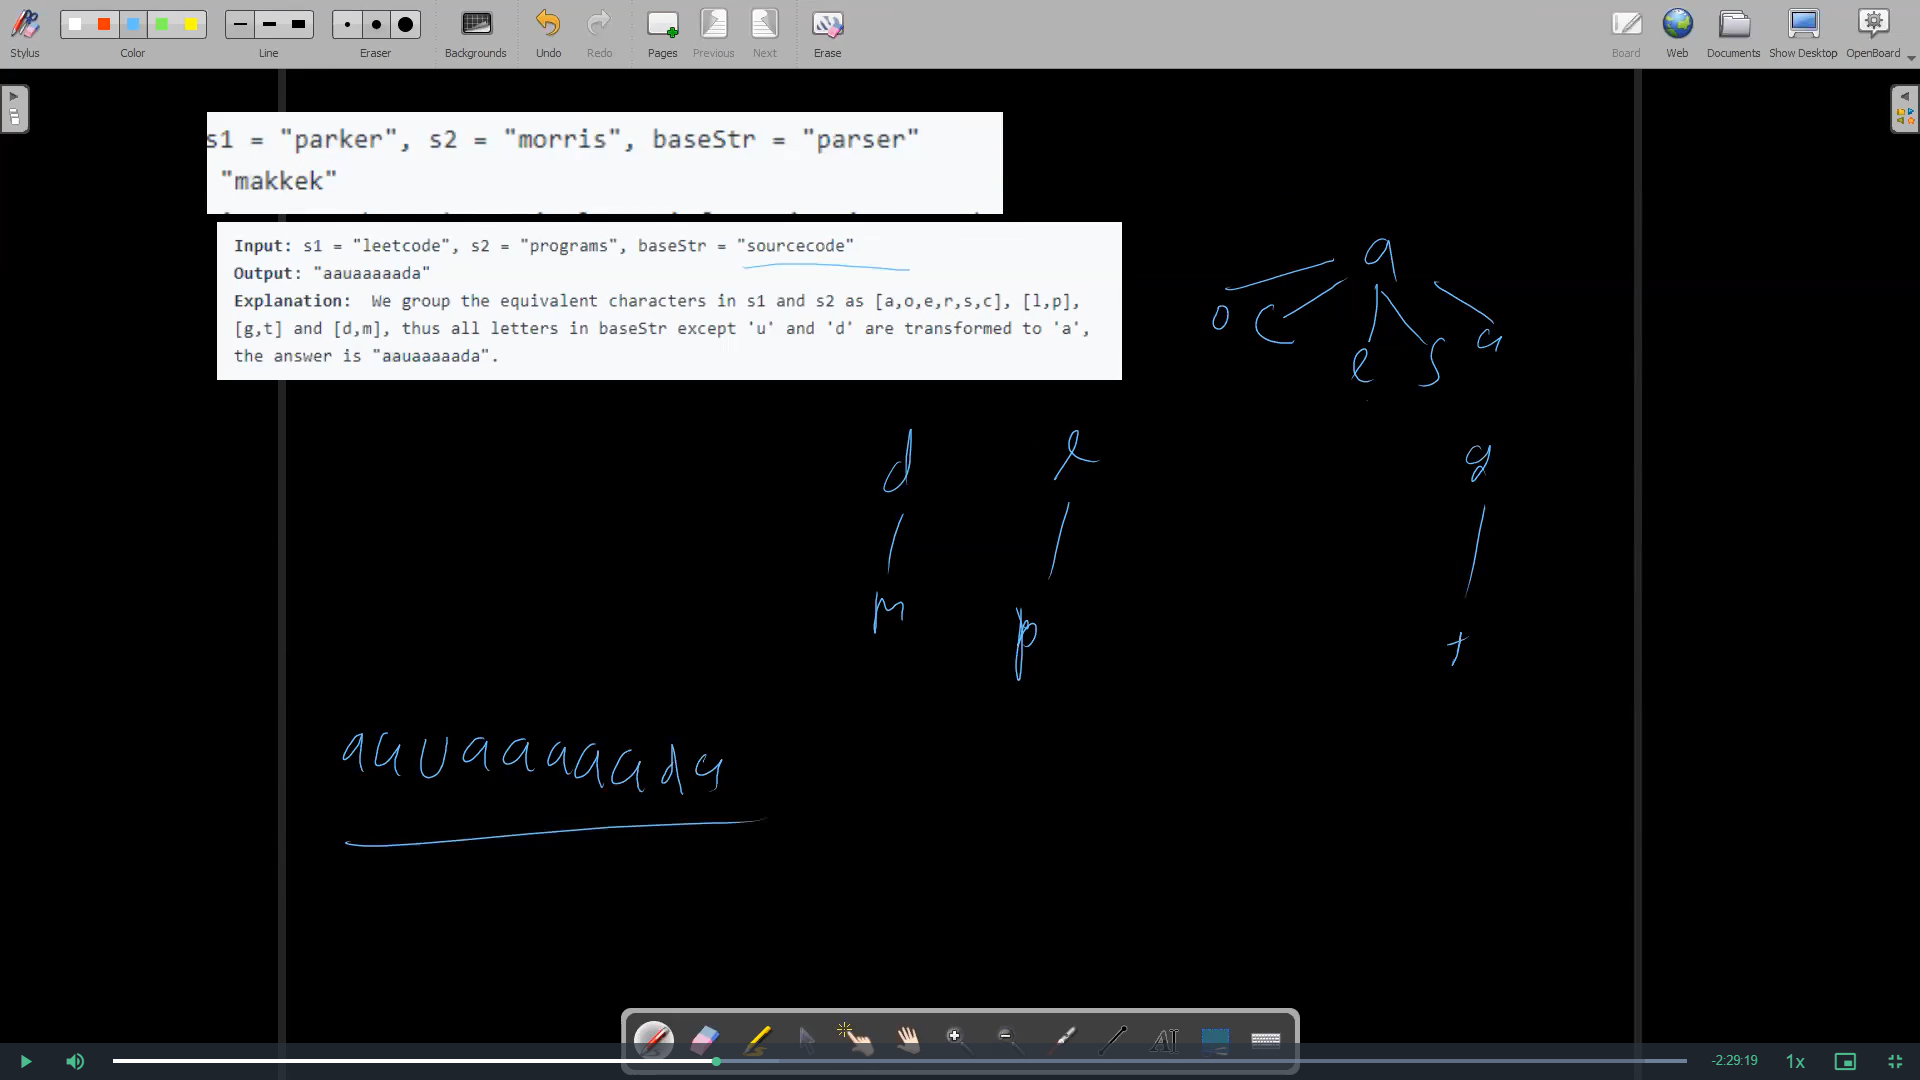 Stylus
Color
Line
Eraser
Backgrounds
Undo
Redo
Pages
Previous
Next
Erase
Board
Web
Documents
Show Desktop
OpenBoard
s1 = "parker", s2 = "morris", baseStr = "parser"
"makkek"
Input: s1 = "leetcode", s2 = "programs", baseStr = "sourcecode"
Output: "aauaaaaada"
Explanation: We group the equivalent characters in s1 and s2 as [a,o,e,r,s,c], [l,p],
[g,t] and [d,m], thus all letters in baseStr except 'u' and 'd' are transformed to 'a',
the answer is "aauaaaaada".
a
o c e s a
d l g
m p t
aauaaaaada
AI
-2:29:19
1x